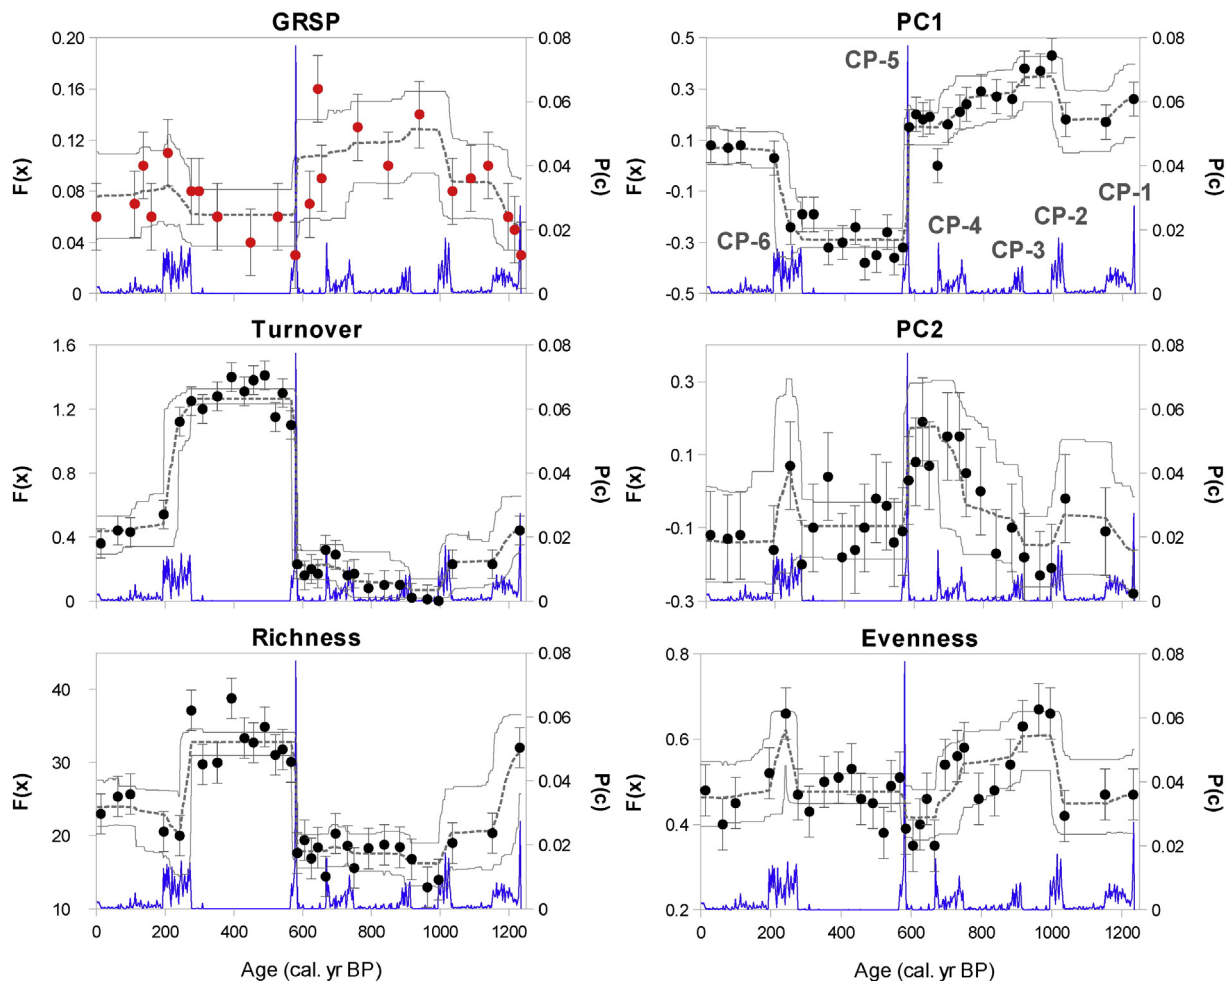 GRSP
PC1
0.20
0.16
0.12
0.08
0.04
0
F(x)
0.08
0.06
0.04
0.02
0
P(c)
0.5
0.3
0.1
-0.1
-0.3
-0.5
F(x)
CP-5
CP-6
CP-4
CP-3
CP-2
CP-1
0.08
0.06
0.04
0.02
0
P(c)
Turnover
PC2
1.6
1.2
0.8
0.4
0
F(x)
0.08
0.06
0.04
0.02
0
P(c)
0.3
0.1
-0.1
-0.3
F(x)
0.08
0.06
0.04
0.02
0
P(c)
Richness
Evenness
40
30
20
10
F(x)
0.08
0.06
0.04
0.02
0
P(c)
0 200 400 600 800 1000 1200
Age (cal. yr BP)
0.8
0.6
0.4
0.2
F(x)
0.08
0.06
0.04
0.02
0
P(c)
0 200 400 600 800 1000 1200
Age (cal. yr BP)